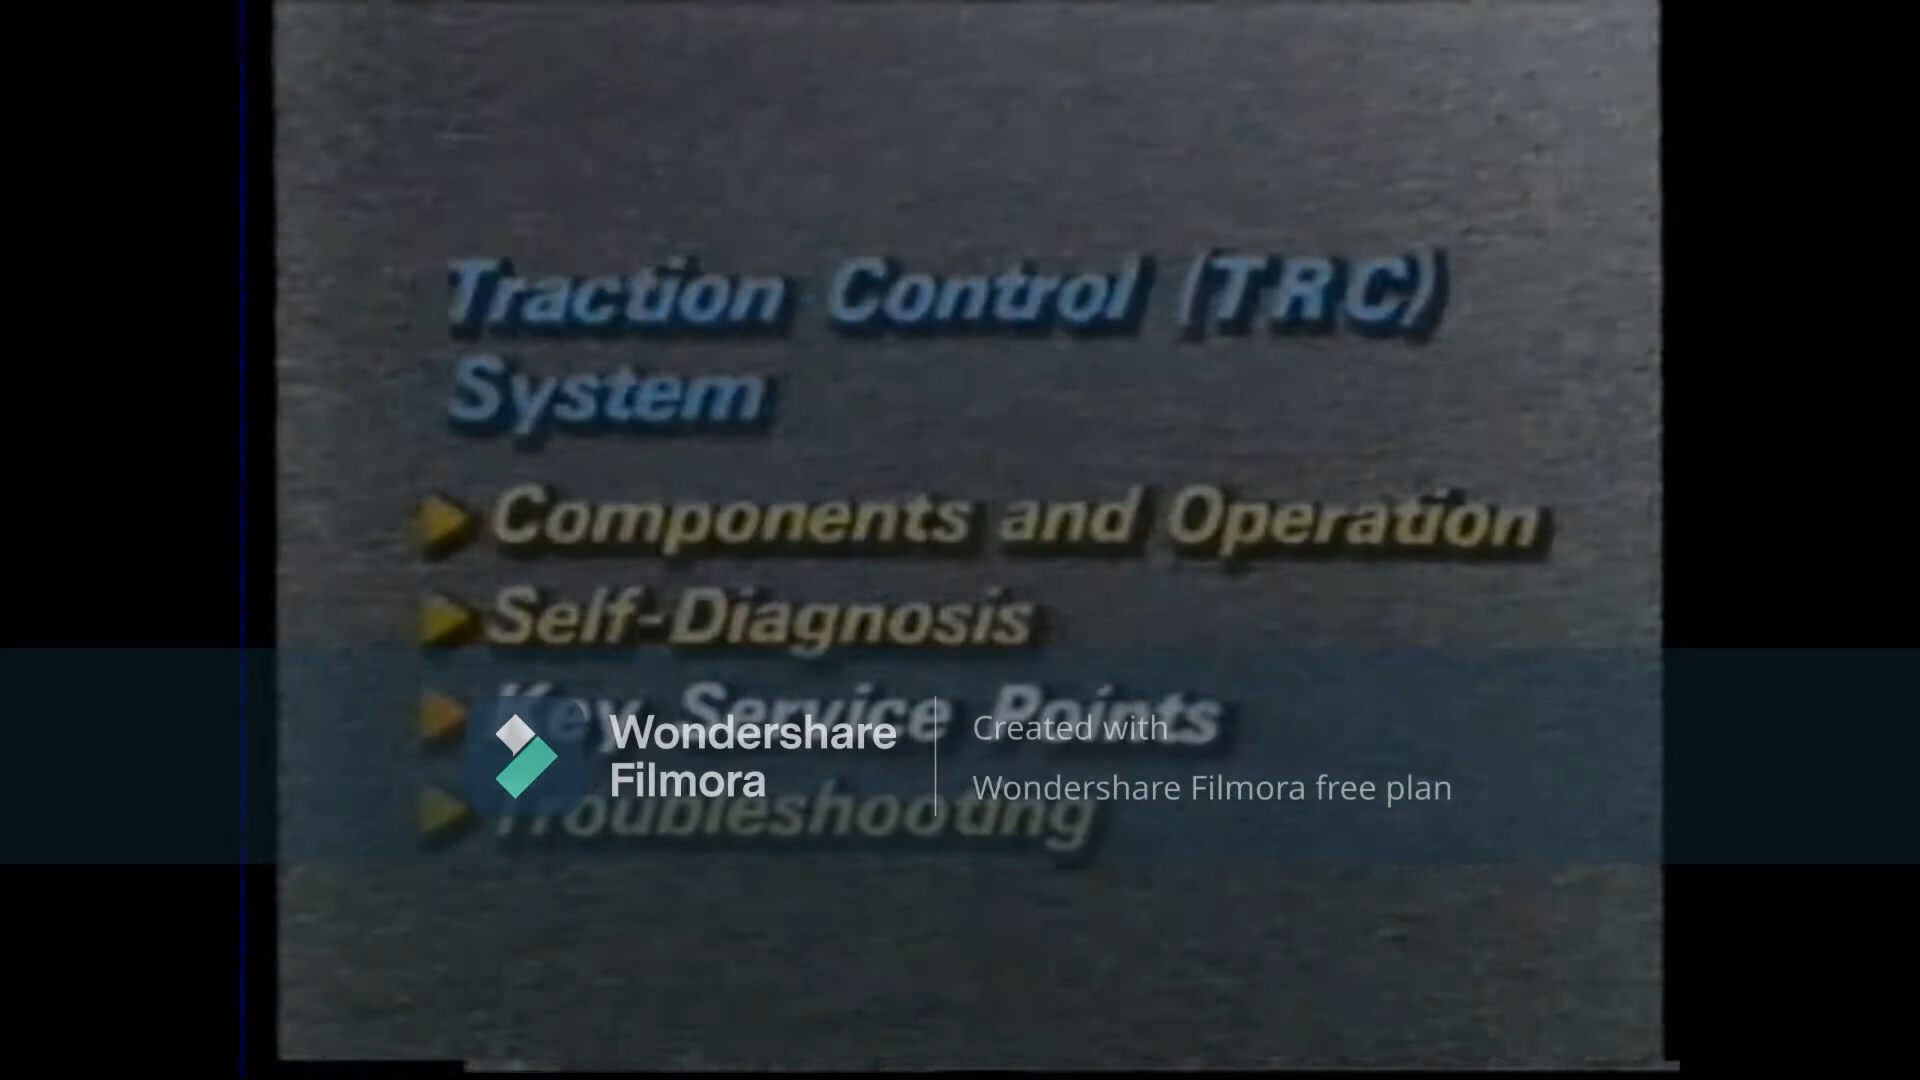 Traction Control (TRC)
System
Components and Operation
Self-Diagnosis
Key Service Points
Troubleshooting
Wondershare
Filmora
Created with
Wondershare Filmora free plan